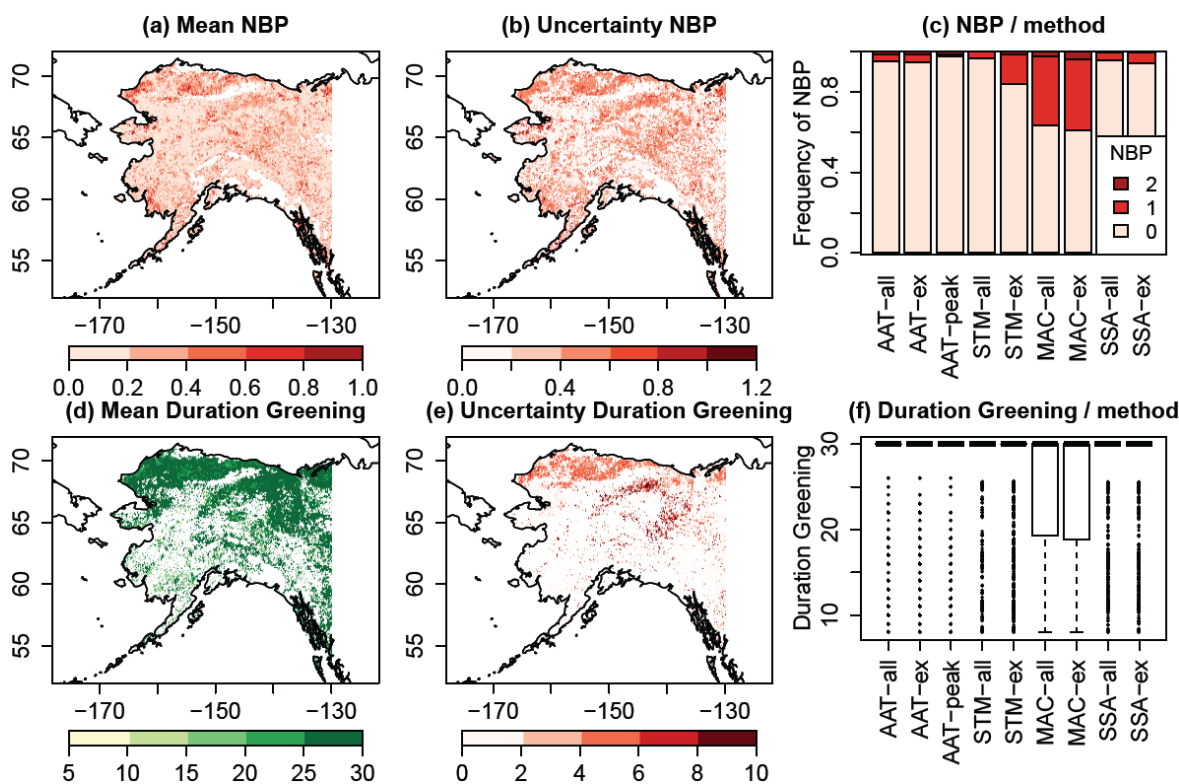 (a) Mean NBP
(b) Uncertainty NBP
(c) NBP / method
70
65
60
55
−170 −150 −130
0.0 0.2 0.4 0.6 0.8 1.0
70
65
60
55
−170 −150 −130
0.0 0.4 0.8 1.2
Frequency of NBP
0.8
0.4
0.0
NBP
2
1
0
AAT−all
AAT−ex
AAT−peak
STM−all
STM−ex
MAC−all
MAC−ex
SSA−all
SSA−ex
(d) Mean Duration Greening
(e) Uncertainty Duration Greening
(f) Duration Greening / method
70
65
60
55
−170 −150 −130
5 10 15 20 25 30
70
65
60
55
−170 −150 −130
0 2 4 6 8 10
Duration Greening
30
20
10
AAT−all
AAT−ex
AAT−peak
STM−all
STM−ex
MAC−all
MAC−ex
SSA−all
SSA−ex